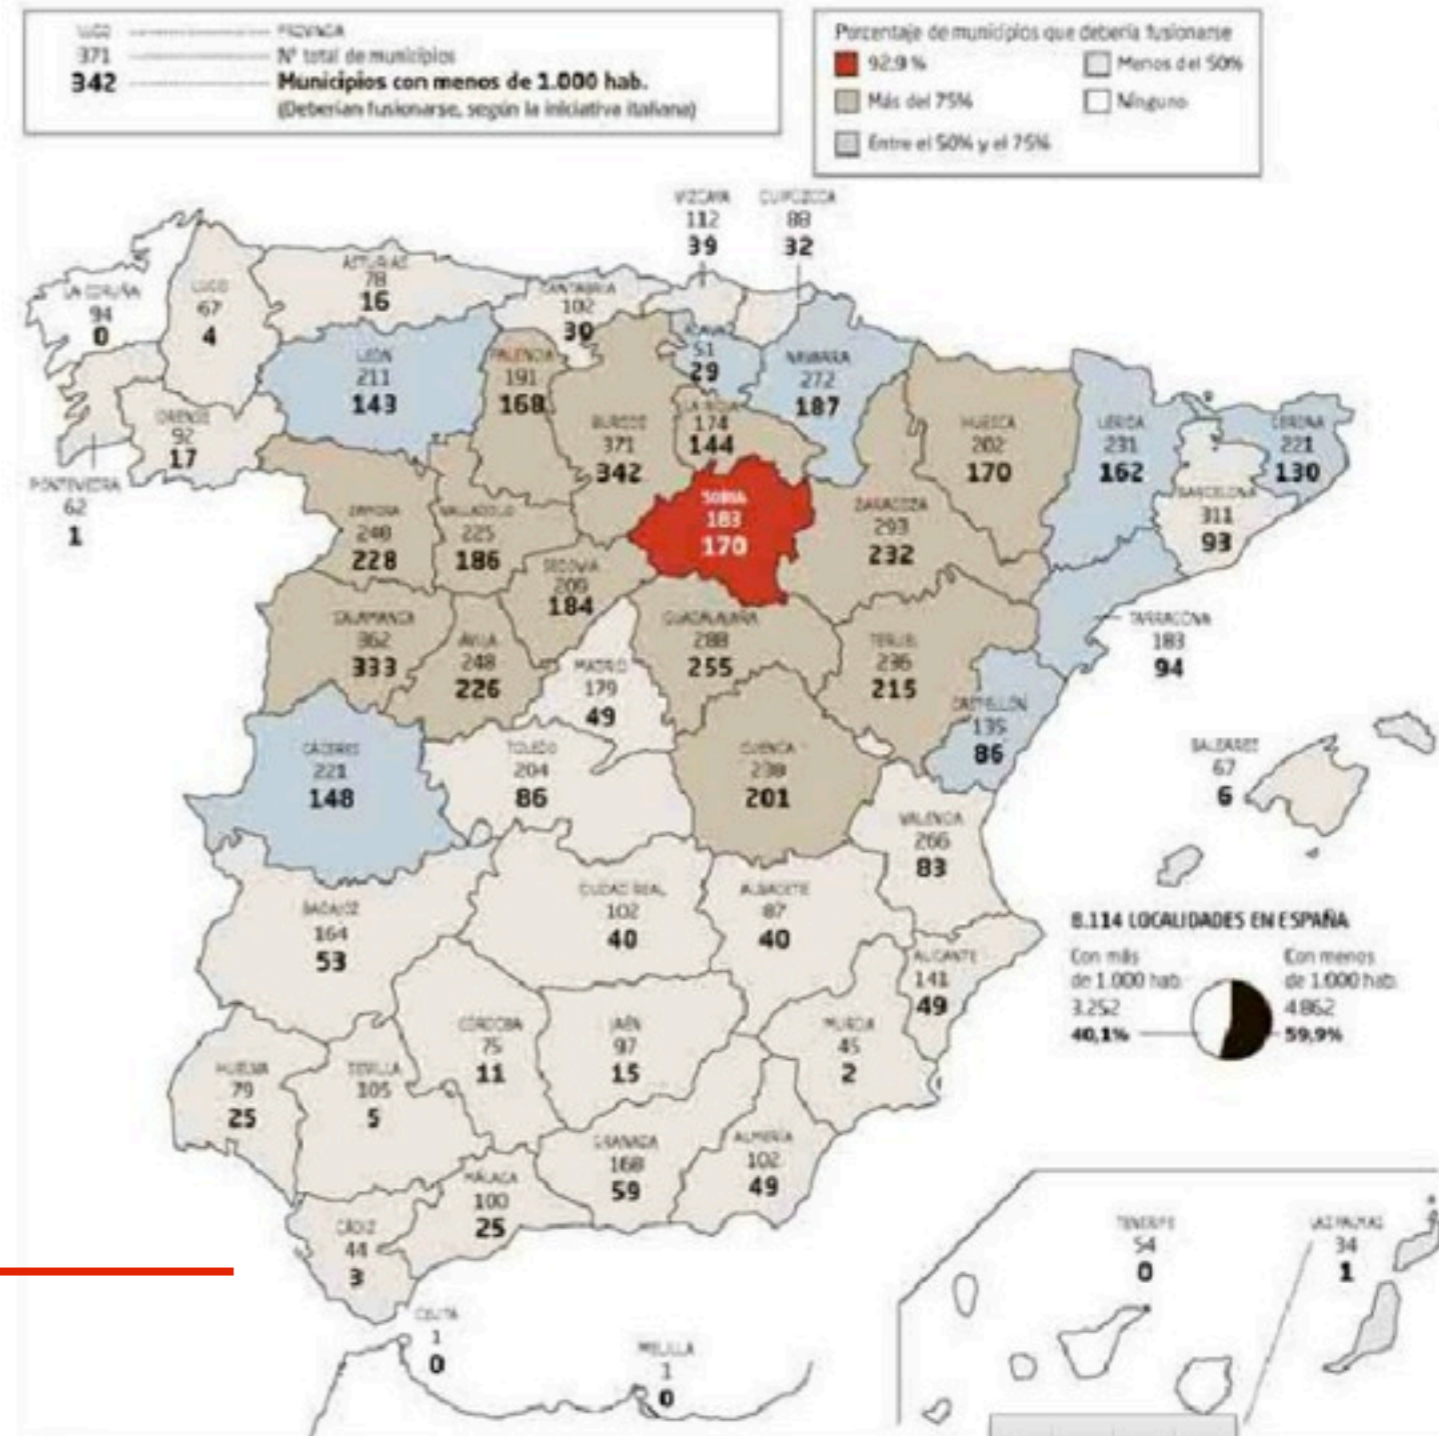 LUGO
371
342
PROVINCIA
Nº total de municipios
Municipios con menos de 1.000 hab.
(Deberían fusionarse, según la iniciativa italiana)
Porcentaje de municipios que debería fusionarse
92.9 %
Más del 75%
Entre el 50% y el 75%
Menos del 50%
Ninguno
VIZCAYA
112
39
GUIPÚZCOA
88
32
LA CORUÑA
94
0
LUGO
67
4
ASTURIAS
78
16
CANTABRIA
102
30
ÁLAVA
51
29
NAVARRA
272
187
LEÓN
211
143
PALENCIA
191
168
BURGOS
371
342
LA RIOJA
174
144
HUESCA
202
170
LÉRIDA
231
162
GERONA
221
130
ORENSE
92
17
PONTEVEDRA
62
1
ZAMORA
248
228
VALLADOLID
225
186
SORIA
183
170
ZARAGOZA
293
232
BARCELONA
311
93
SEGOVIA
209
184
SALAMANCA
362
333
ÁVILA
248
226
MADRID
179
49
GUADALAJARA
288
255
TERUEL
236
215
TARRAGONA
183
94
CASTELLÓN
135
86
CÁCERES
221
148
TOLEDO
204
86
CUENCA
238
201
BALEARES
67
6
VALENCIA
266
83
BADAJOZ
164
53
CIUDAD REAL
102
40
ALBACETE
87
40
ALICANTE
141
49
8.114 LOCALIDADES EN ESPAÑA
Con más
de 1.000 hab.
3.252
40,1%
Con menos
de 1.000 hab.
4.862
59,9%
HUELVA
79
25
SEVILLA
105
5
CÓRDOBA
75
11
JAÉN
97
15
MURCIA
45
2
GRANADA
168
59
ALMERÍA
102
49
MÁLAGA
100
25
CÁDIZ
44
3
CEUTA
1
0
MELILLA
1
0
TENERIFE
54
0
LAS PALMAS
34
1